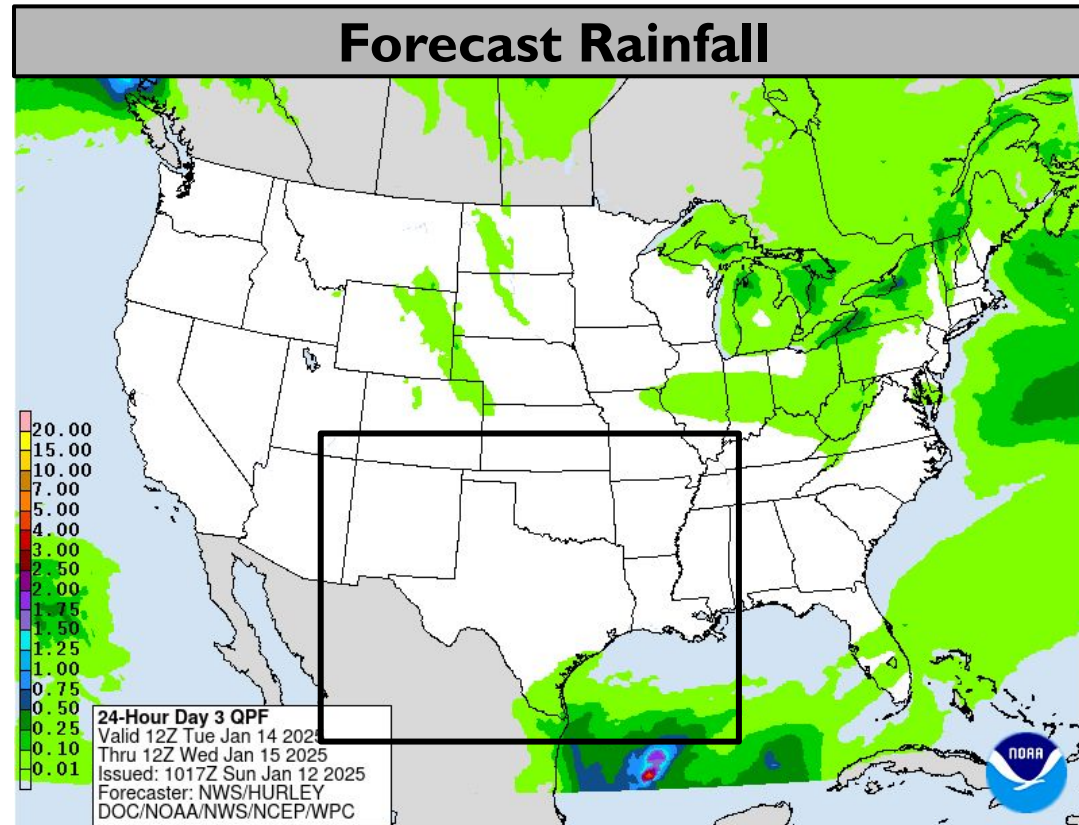 Forecast Rainfall
20.00
15.00
10.00
7.00
5.00
4.00
3.00
2.50
2.00
1.75
1.50
1.25
1.00
0.75
0.50
0.25
0.10
0.01
24-Hour Day 3 QPF
Valid 12Z Tue Jan 14 2025
Thru 12Z Wed Jan 15 2025
Issued: 1017Z Sun Jan 12 2025
Forecaster: NWS/HURLEY
DOC/NOAA/NWS/NCEP/WPC
NOAA